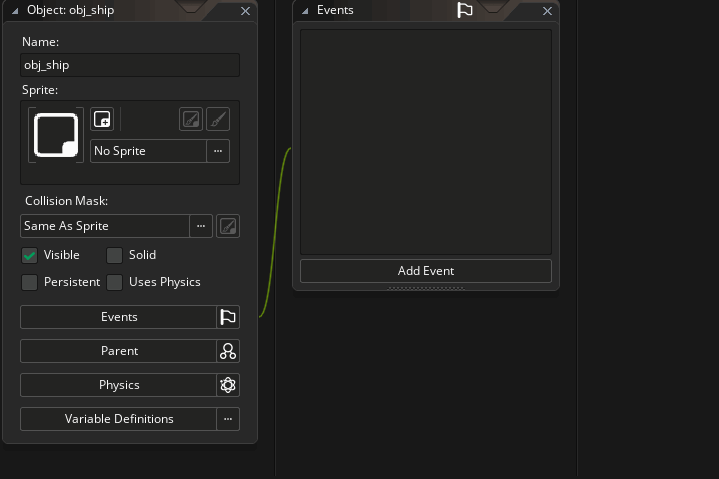 Object: obj_ship
Name:
obj_ship
Sprite:
No Sprite
Collision Mask:
Same As Sprite
Visible
Solid
Persistent
Uses Physics
Events
Parent
Physics
Variable Definitions
Events
Add Event